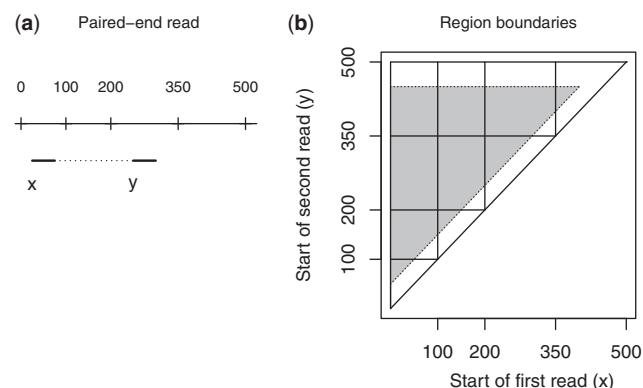 (a) Paired–end read
0 100 200 350 500
x y
(b) Region boundaries
Start of second read (y)
500
350
200
100
100 200 350 500
Start of first read (x)